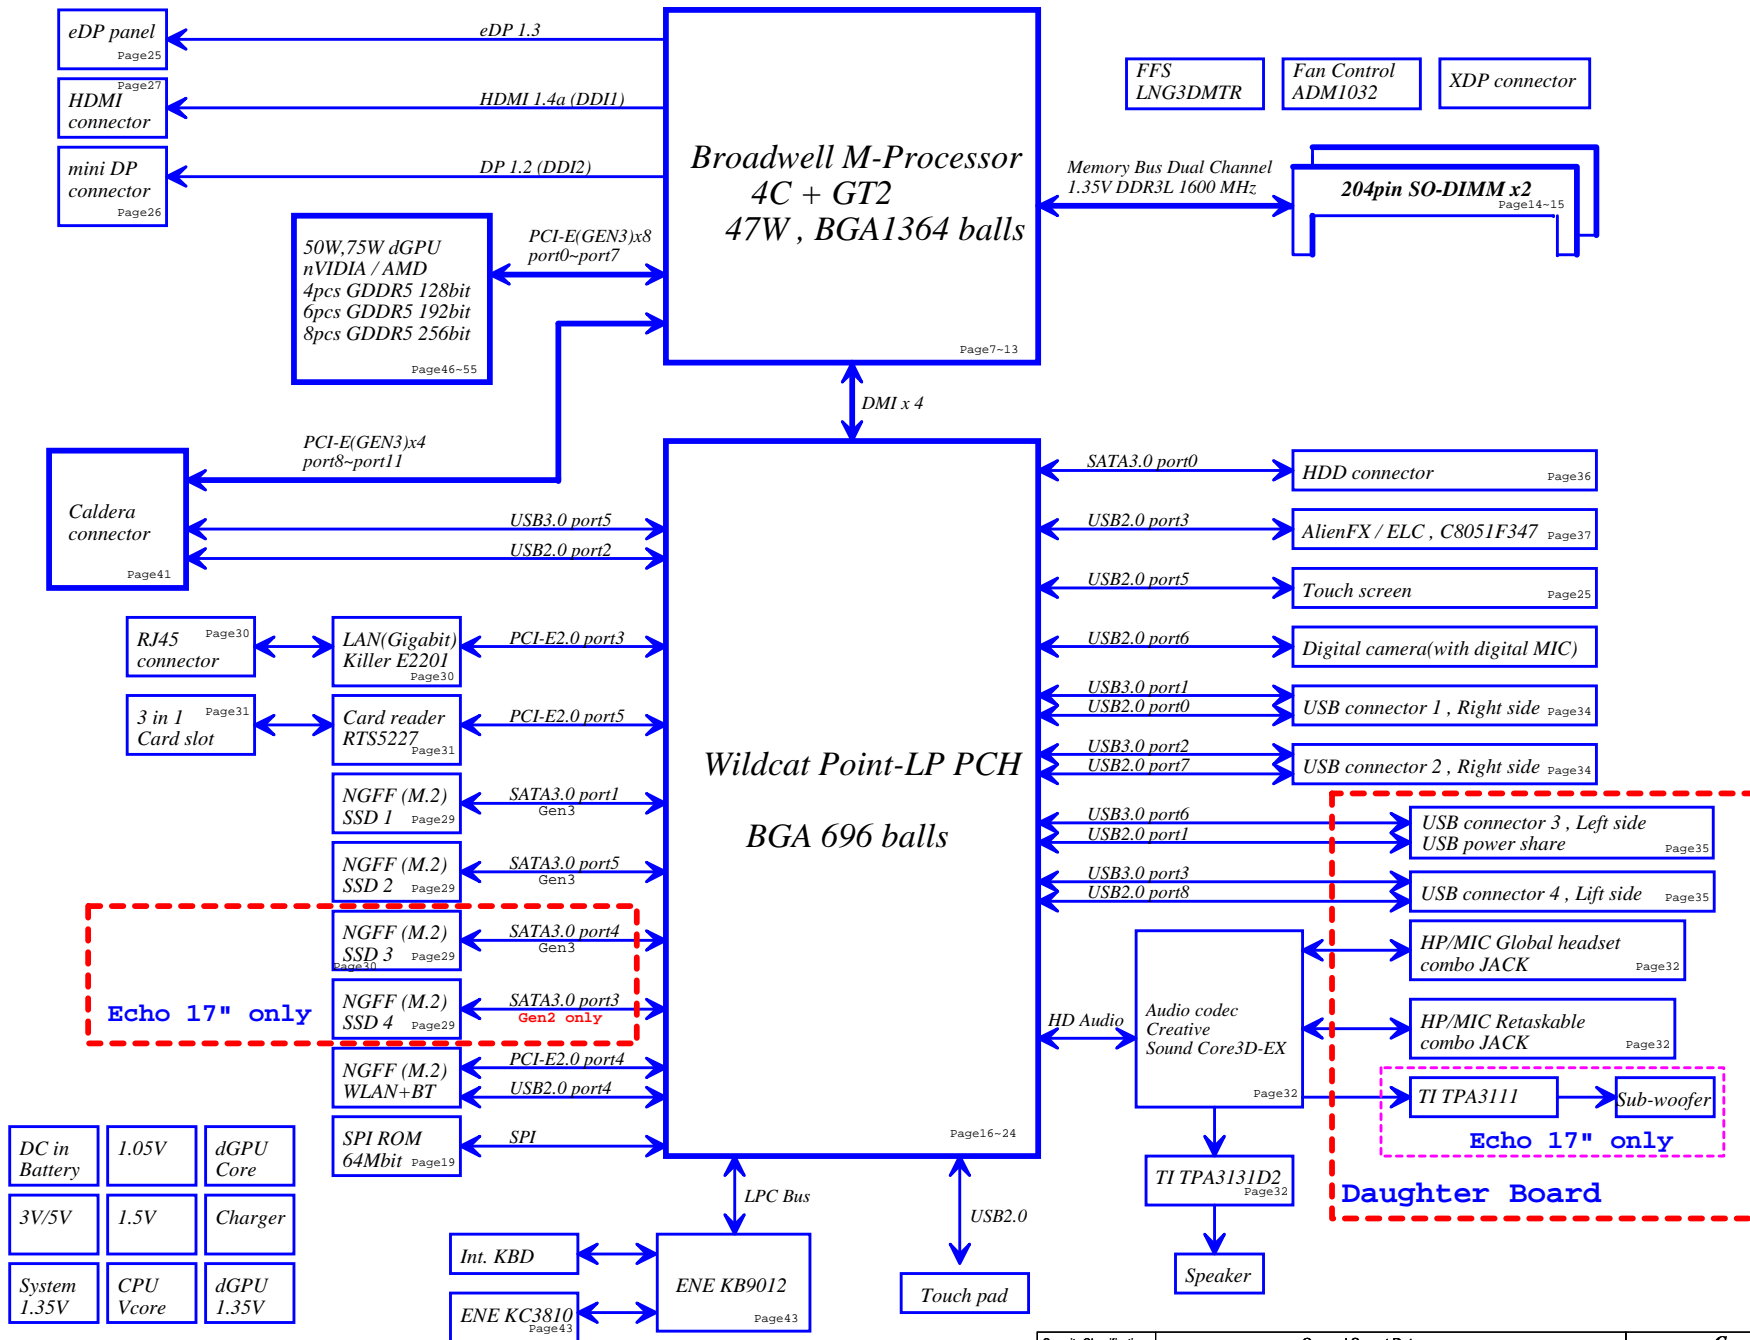 eDP panel
Page25
eDP 1.3
Page27
HDMI
connector
HDMI 1.4a (DDI1)
mini DP
connector
Page26
DP 1.2 (DDI2)
50W,75W dGPU
nVIDIA / AMD
4pcs GDDR5 128bit
6pcs GDDR5 192bit
8pcs GDDR5 256bit
Page46~55
PCI-E(GEN3)x8
port0~port7
Broadwell M-Processor
4C + GT2
47W , BGA1364 balls
Page7~13
FFS
LNG3DMTR
Fan Control
ADM1032
XDP connector
Memory Bus Dual Channel
1.35V DDR3L 1600 MHz
204pin SO-DIMM x2
Page14~15
DMI x 4
PCI-E(GEN3)x4
port8~port11
Caldera
connector
Page41
USB3.0 port5
USB2.0 port2
RJ45
connector
Page30
LAN(Gigabit)
Killer E2201
Page30
PCI-E2.0 port3
3 in 1
Card slot
Page31
Card reader
RTS5227
Page31
PCI-E2.0 port5
NGFF (M.2)
SSD 1
Page29
SATA3.0 port1
Gen3
NGFF (M.2)
SSD 2
Page29
SATA3.0 port5
Gen3
NGFF (M.2)
SSD 3
Page29
Page30
SATA3.0 port4
Gen3
Echo 17" only
NGFF (M.2)
SSD 4
Page29
SATA3.0 port3
Gen2 only
NGFF (M.2)
WLAN+BT
PCI-E2.0 port4
USB2.0 port4
SPI ROM
64Mbit
Page19
SPI
Wildcat Point-LP PCH
BGA 696 balls
Page16~24
SATA3.0 port0
HDD connector
Page36
USB2.0 port3
AlienFX / ELC , C8051F347
Page37
USB2.0 port5
Touch screen
Page25
USB2.0 port6
Digital camera(with digital MIC)
USB3.0 port1
USB2.0 port0
USB connector 1 , Right side
Page34
USB3.0 port2
USB2.0 port7
USB connector 2 , Right side
Page34
USB3.0 port6
USB2.0 port1
USB connector 3 , Left side
USB power share
Page35
USB3.0 port3
USB2.0 port8
USB connector 4 , Lift side
Page35
HD Audio
Audio codec
Creative
Sound Core3D-EX
Page32
HP/MIC Global headset
combo JACK
Page32
HP/MIC Retaskable
combo JACK
Page32
TI TPA3111
Sub-woofer
Echo 17" only
Daughter Board
TI TPA3131D2
Page32
Speaker
LPC Bus
USB2.0
Touch pad
Int. KBD
ENE KB9012
Page43
ENE KC3810
Page43
DC in
Battery
1.05V
dGPU
Core
3V/5V
1.5V
Charger
System
1.35V
CPU
Vcore
dGPU
1.35V